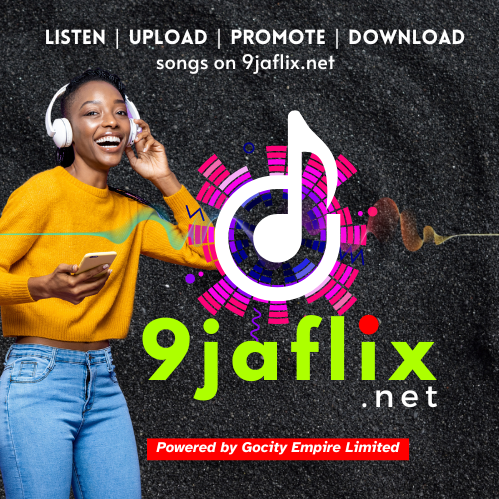 LISTEN | UPLOAD | PROMOTE | DOWNLOAD
songs on 9jaflix.net
9jaflix
.net
Powered by Gocity Empire Limited